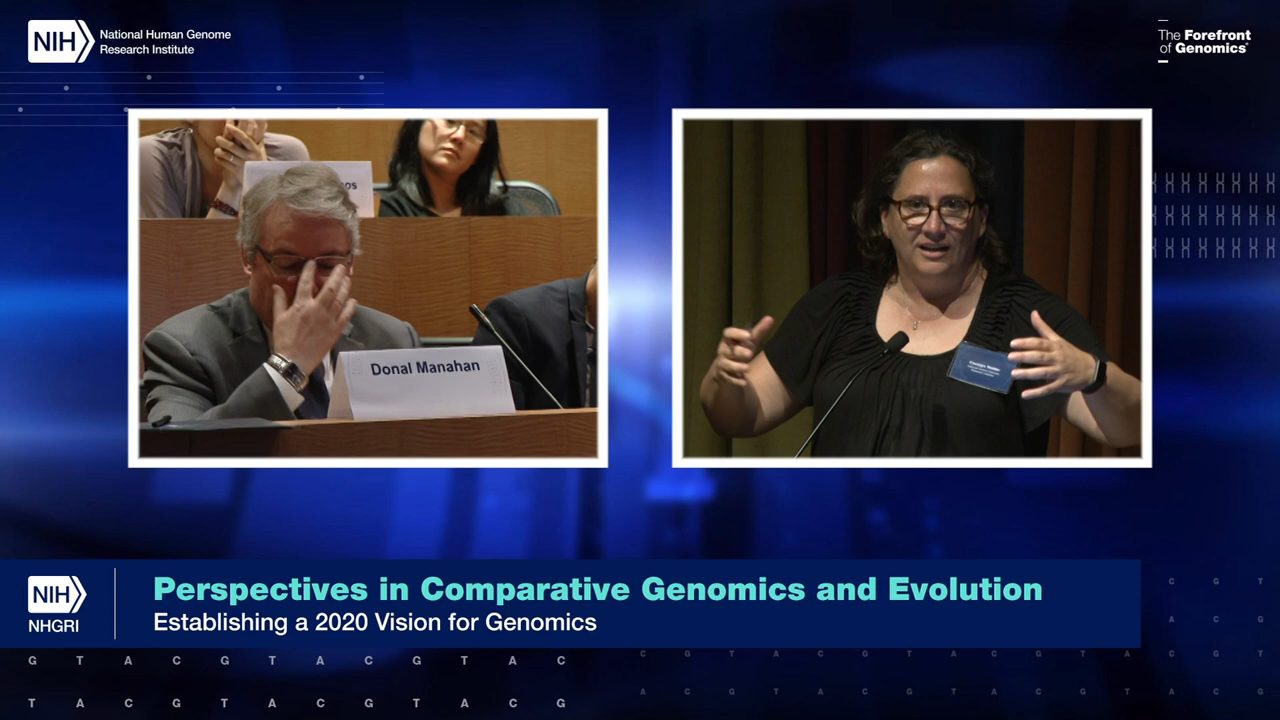 NIH
National Human Genome
Research Institute
The Forefront
of Genomics®
Donal Manahan
NIH
NHGRI
Perspectives in Comparative Genomics and Evolution
Establishing a 2020 Vision for Genomics
C G T
A C G
G T A C G T A C G T A C
C G T A C G T A C G T A C G T
T A C G T A C G T A C G
A C G T A C G T A C G T A C G